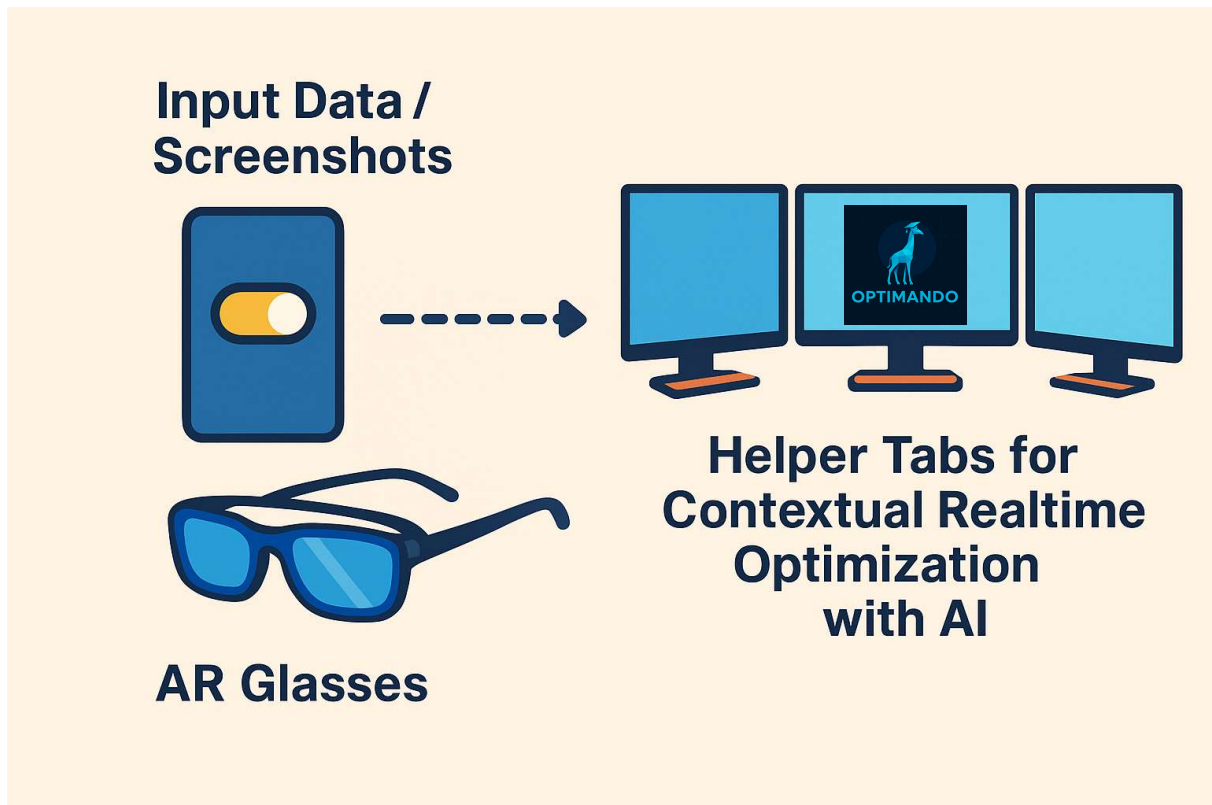 Input Data /
Screenshots
OPTIMANDO
Helper Tabs for
Contextual Realtime
Optimization
with AI
AR Glasses